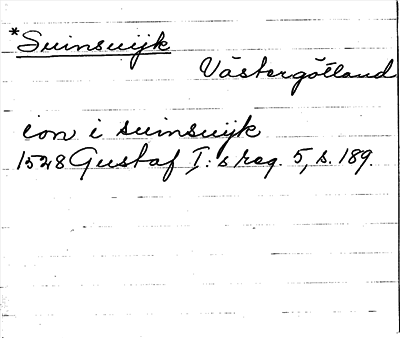 *Suinsuijk
Västergötland
ion i suinsuijk
1528 Gustaf I:s reg. 5, s. 189.